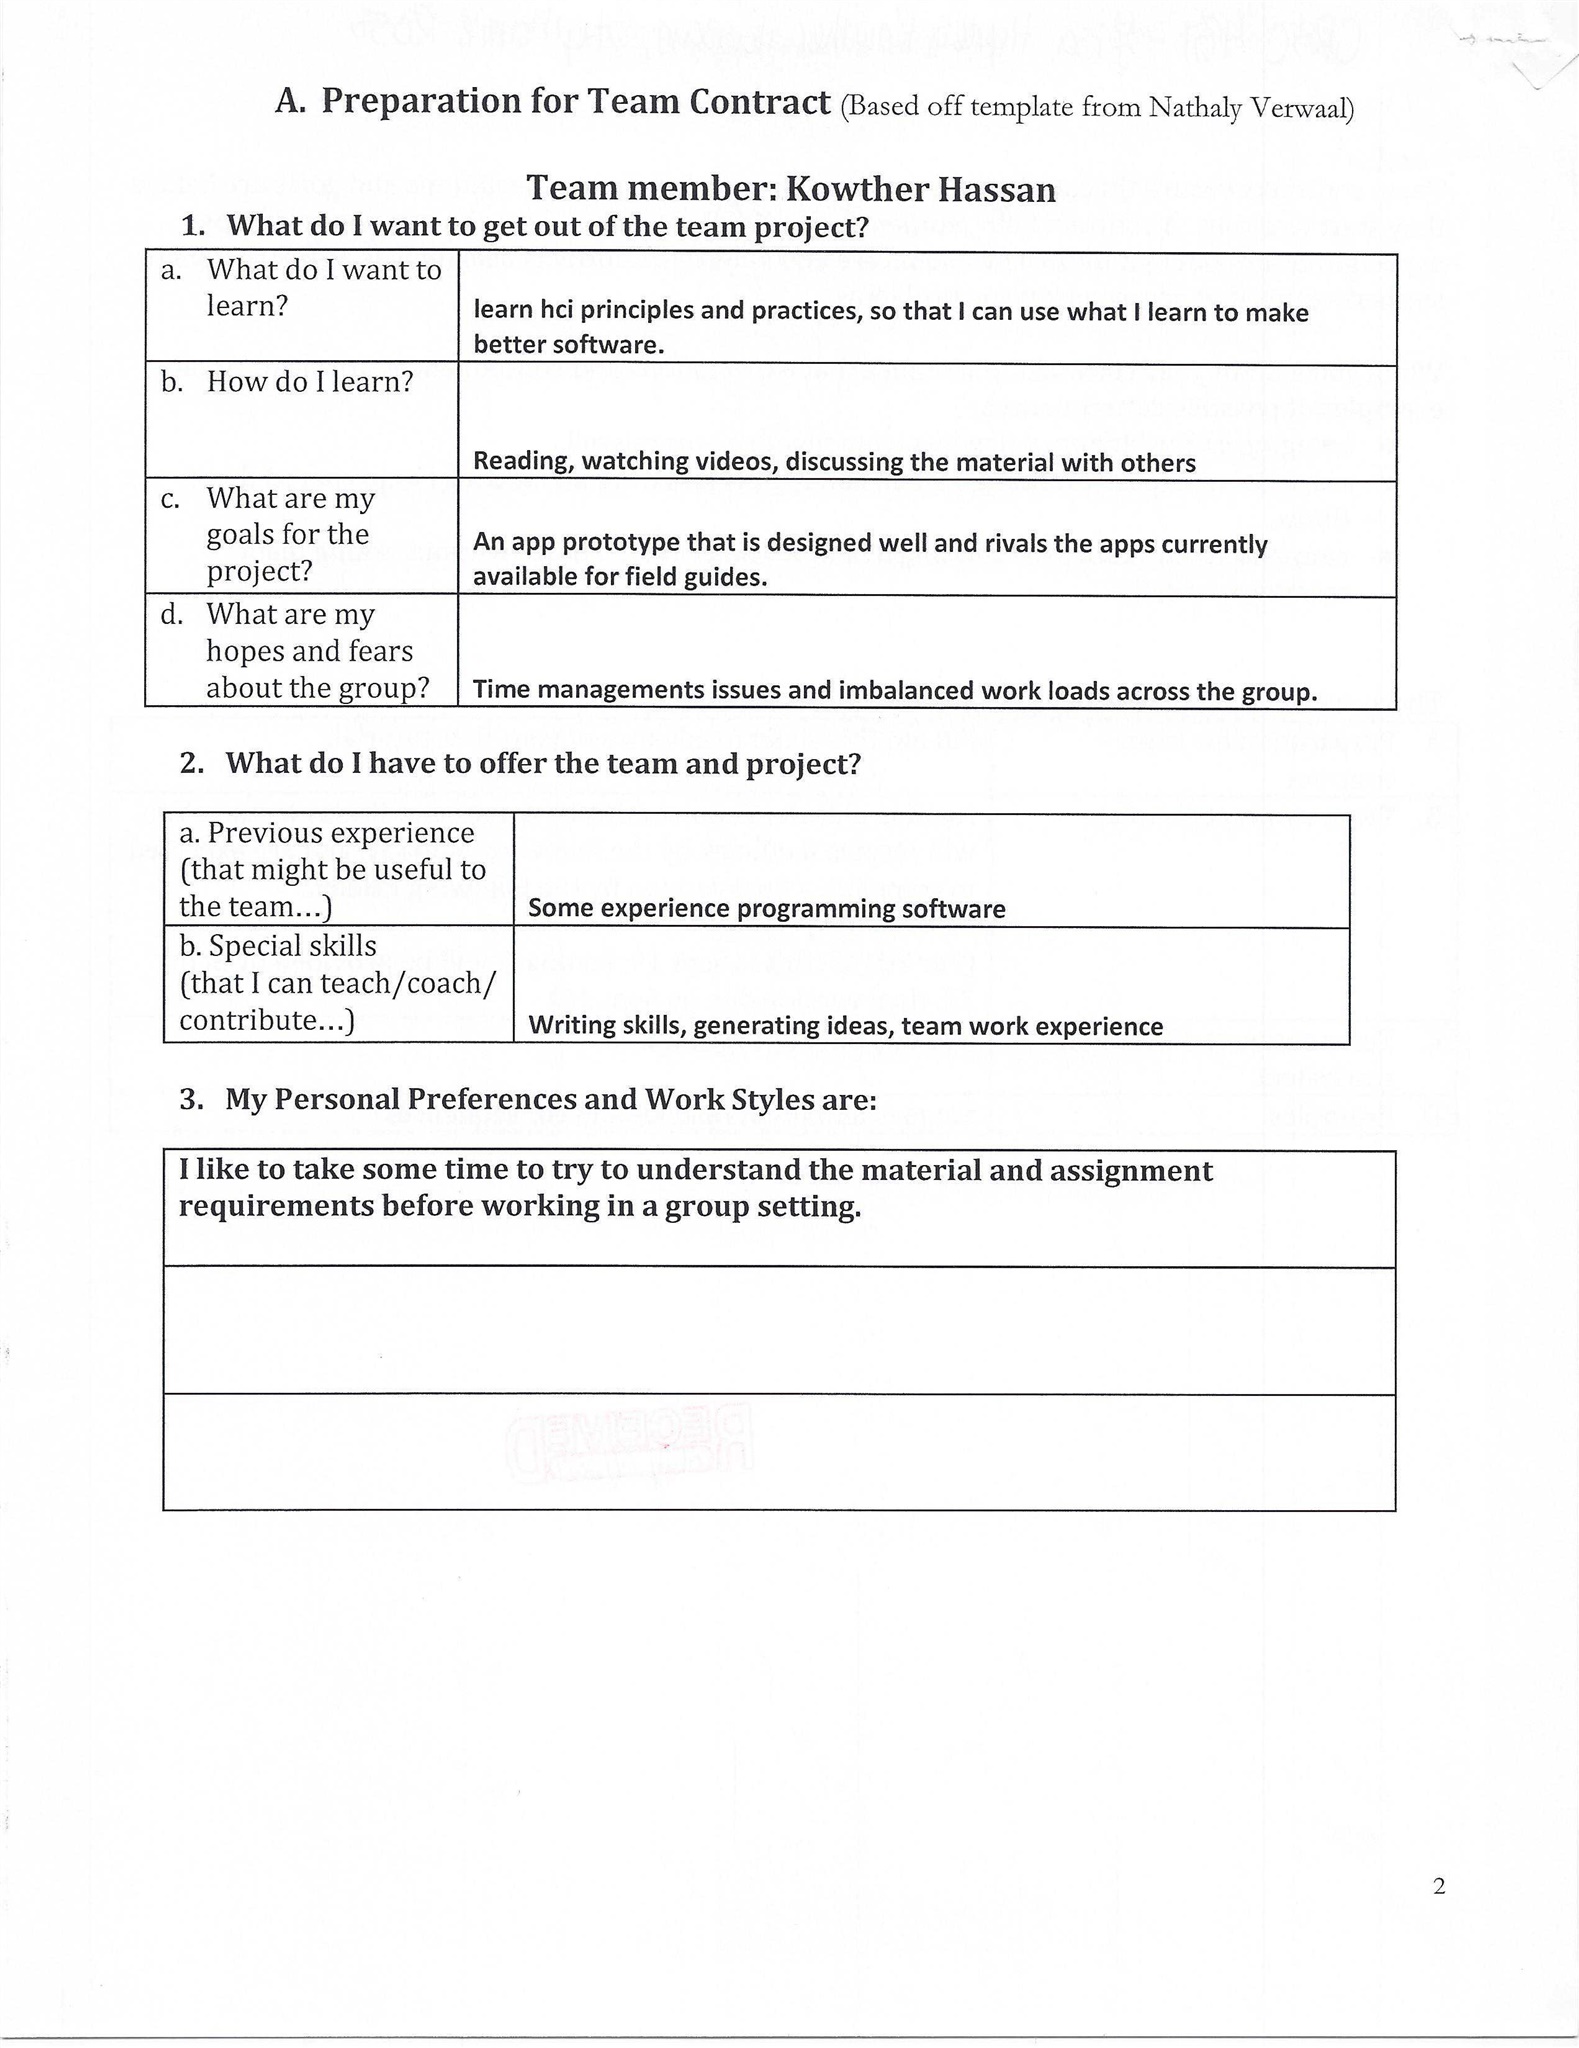 A. Preparation for Team Contract (Based off template from Nathaly Verwaal)
Team member: Kowther Hassan
1. What do I want to get out of the team project?
a. What do I want to
learn?
learn hci principles and practices, so that I can use what I learn to make
better software.
b. How do I learn?
Reading, watching videos, discussing the material with others
c. What are my
goals for the
project?
An app prototype that is designed well and rivals the apps currently
available for field guides.
d. What are my
hopes and fears
about the group?
Time managements issues and imbalanced work loads across the group.
2. What do I have to offer the team and project?
a. Previous experience
(that might be useful to
the team...)
Some experience programming software
b. Special skills
(that I can teach/coach/
contribute...)
Writing skills, generating ideas, team work experience
3. My Personal Preferences and Work Styles are:
I like to take some time to try to understand the material and assignment
requirements before working in a group setting.
RECEIVED
2